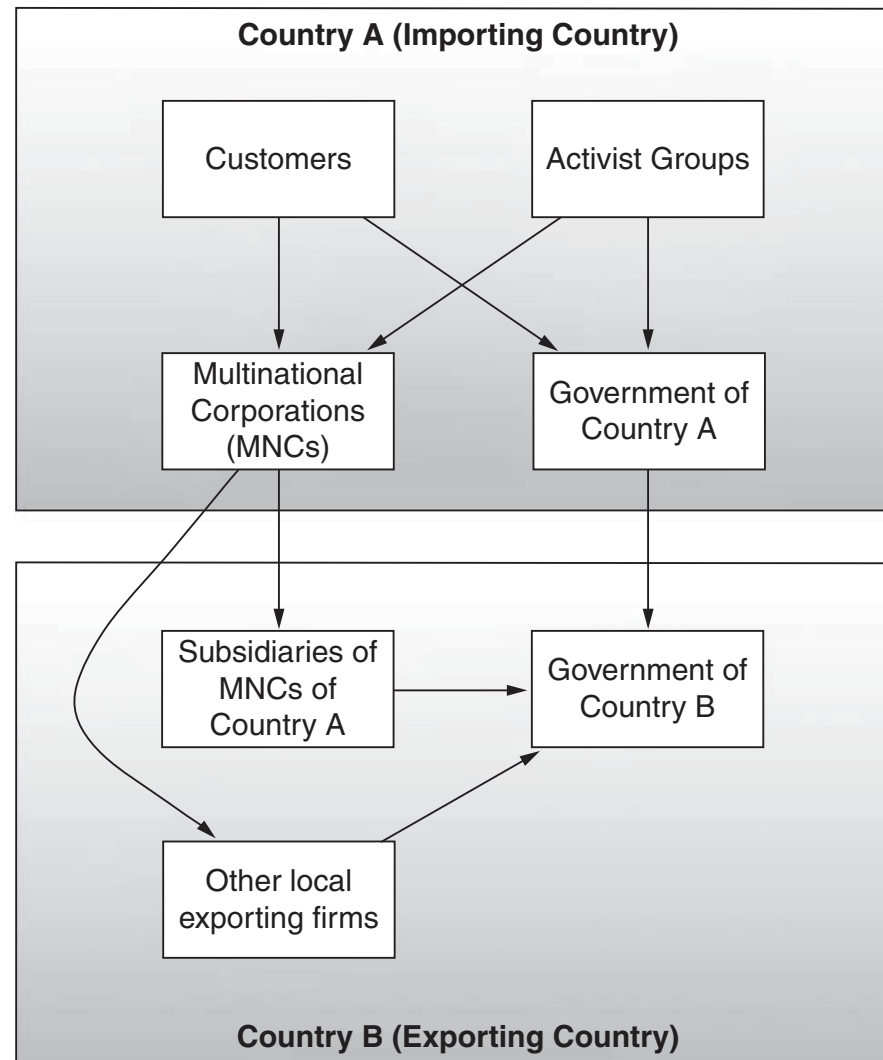 Country A (Importing Country)
Customers
Activist Groups
Multinational
Corporations
(MNCs)
Government of
Country A
Subsidiaries of
MNCs of
Country A
Government of
Country B
Other local
exporting firms
Country B (Exporting Country)